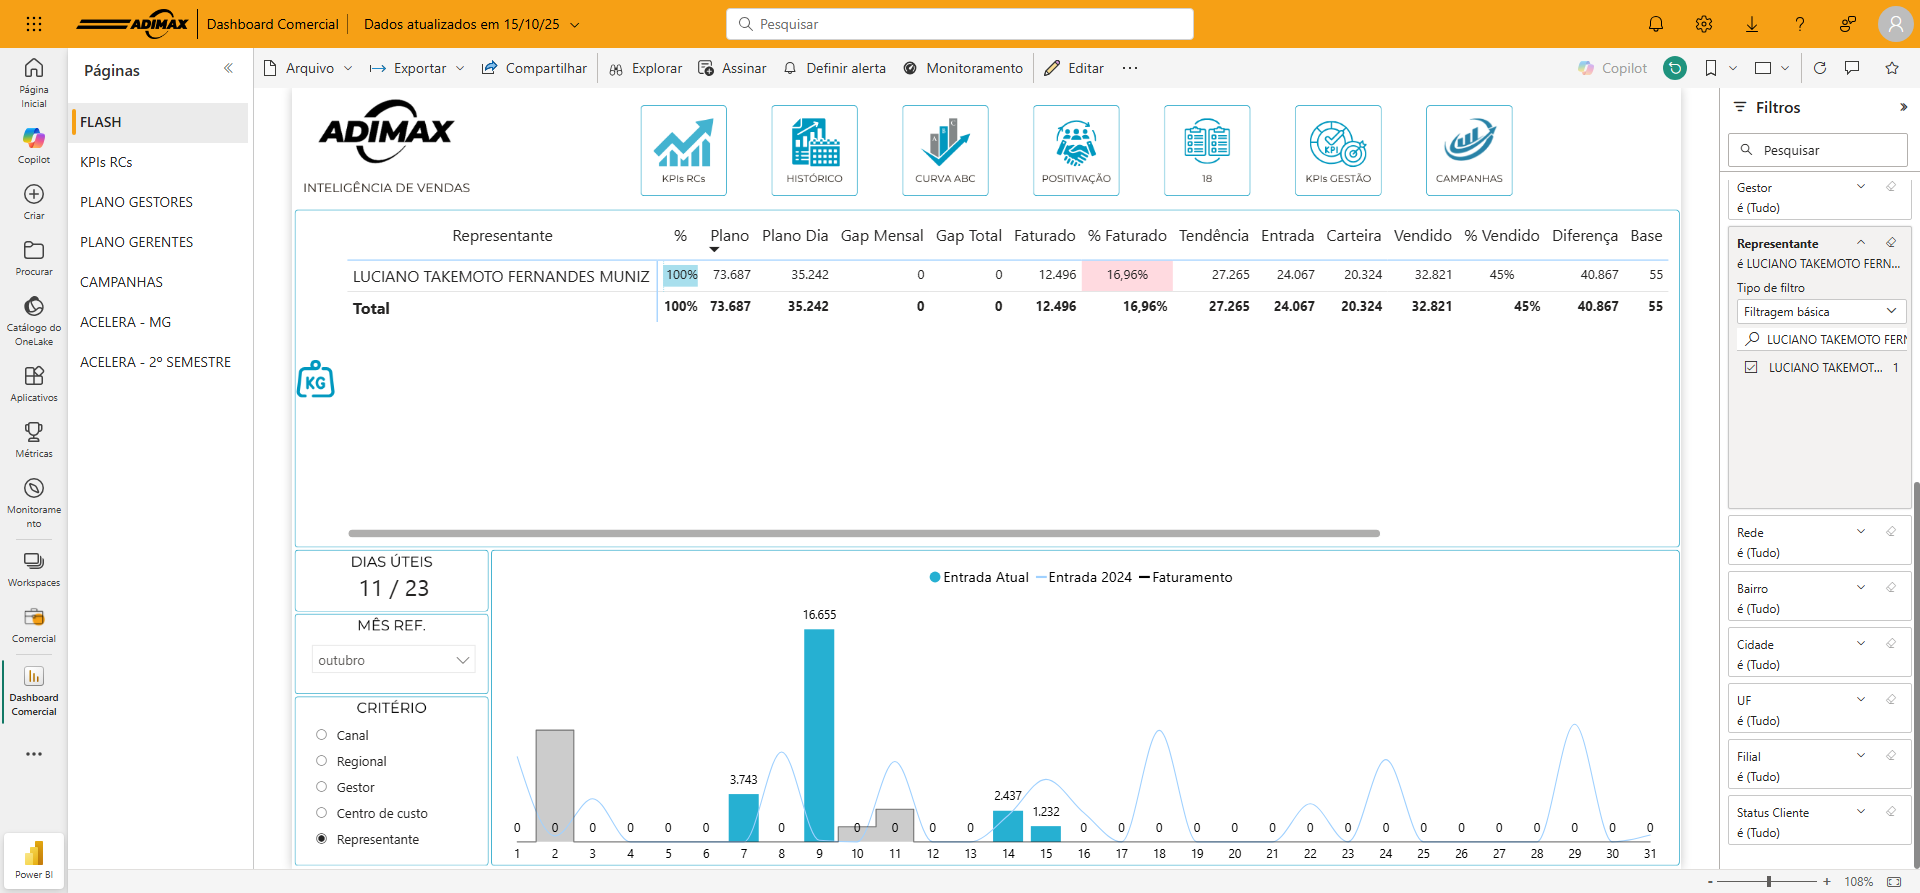 ADIMAX Dashboard Comercial Dados atualizados em 15/10/25 Pesquisar
Arquivo Exportar Compartilhar Explorar Assinar Definir alerta Monitoramento Editar ... Copilot
Página Inicial
Copilot
Criar
Procurar
Catálogo do OneLake
Aplicativos
Métricas
Monitorame nto
Workspaces
Comercial
Dashboard Comercial
...
Power BI
Páginas
FLASH
KPIs RCs
PLANO GESTORES
PLANO GERENTES
CAMPANHAS
ACELERA - MG
ACELERA - 2º SEMESTRE
ADIMAX
INTELIGÊNCIA DE VENDAS
KPIs RCs
HISTÓRICO
A B C
CURVA ABC
POSITIVAÇÃO
18
KPI
KPIs GESTÃO
CAMPANHAS
Representante % Plano Plano Dia Gap Mensal Gap Total Faturado % Faturado Tendência Entrada Carteira Vendido % Vendido Diferença Base
LUCIANO TAKEMOTO FERNANDES MUNIZ 100% 73.687 35.242 0 0 12.496 16,96% 27.265 24.067 20.324 32.821 45% 40.867 55
Total 100% 73.687 35.242 0 0 12.496 16,96% 27.265 24.067 20.324 32.821 45% 40.867 55
KG
DIAS ÚTEIS
11 / 23
MÊS REF.
outubro
CRITÉRIO
Canal
Regional
Gestor
Centro de custo
Representante
Entrada Atual Entrada 2024 Faturamento
16.655
3.743
2.437
1.232
0 0 0 0 0 0 0 0 0 0 0 0 0 0 0 0 0 0 0 0 0 0 0 0 0 0 0
1 2 3 4 5 6 7 8 9 10 11 12 13 14 15 16 17 18 19 20 21 22 23 24 25 26 27 28 29 30 31
Filtros
Pesquisar
Gestor
é (Tudo)
Representante
é LUCIANO TAKEMOTO FERN...
Tipo de filtro
Filtragem básica
LUCIANO TAKEMOTO FERN
LUCIANO TAKEMOT... 1
Rede
é (Tudo)
Bairro
é (Tudo)
Cidade
é (Tudo)
UF
é (Tudo)
Filial
é (Tudo)
Status Cliente
é (Tudo)
- + 108%